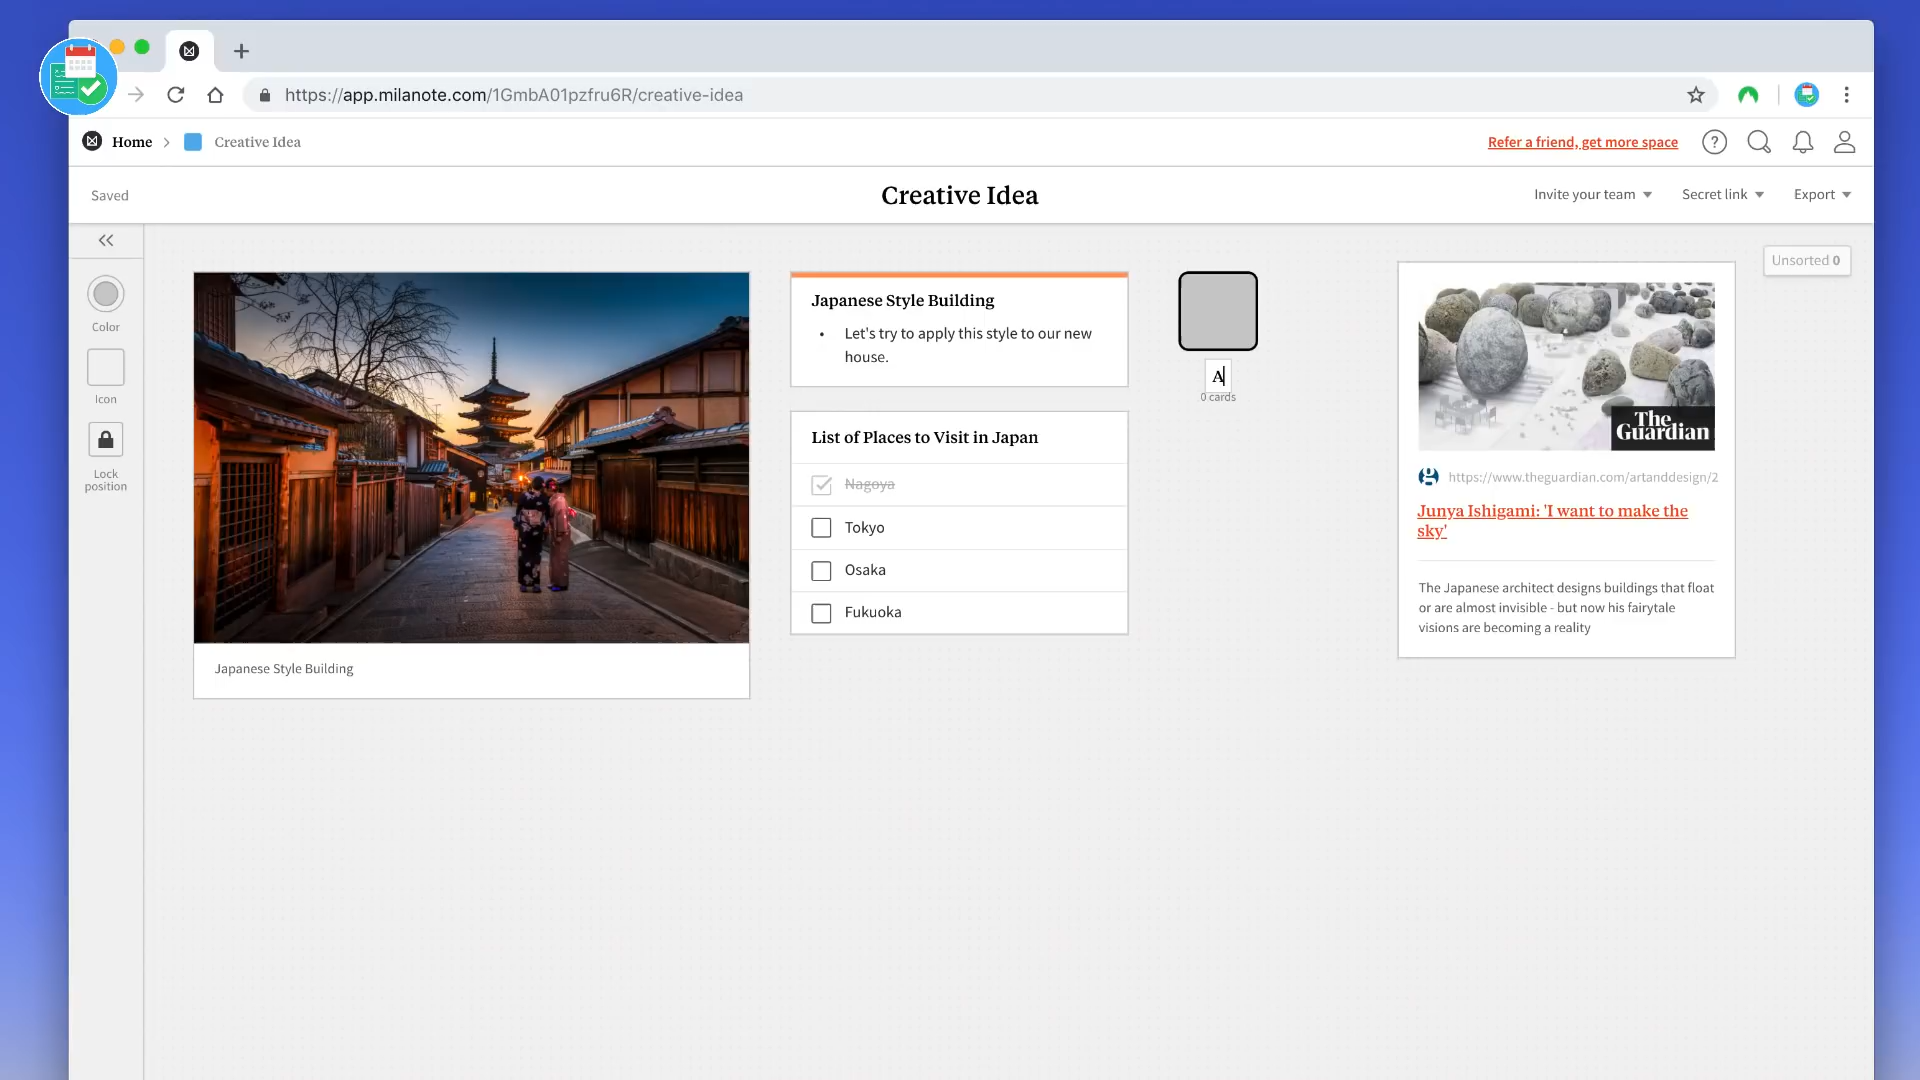 https://app.milanote.com/1GmbA01pzfru6R/creative-idea
Home
Creative Idea
Refer a friend, get more space
?
Saved
Creative Idea
Invite your team
Secret link
Export
Unsorted 0
Color
Icon
Lock
position
Japanese Style Building
Japanese Style Building
• Let's try to apply this style to our new
house.
List of Places to Visit in Japan
Nagoya
Tokyo
Osaka
Fukuoka
A
0 cards
The
Guardian
https://www.theguardian.com/artanddesign/2
Junya Ishigami: 'I want to make the
sky'
The Japanese architect designs buildings that float
or are almost invisible - but now his fairytale
visions are becoming a reality